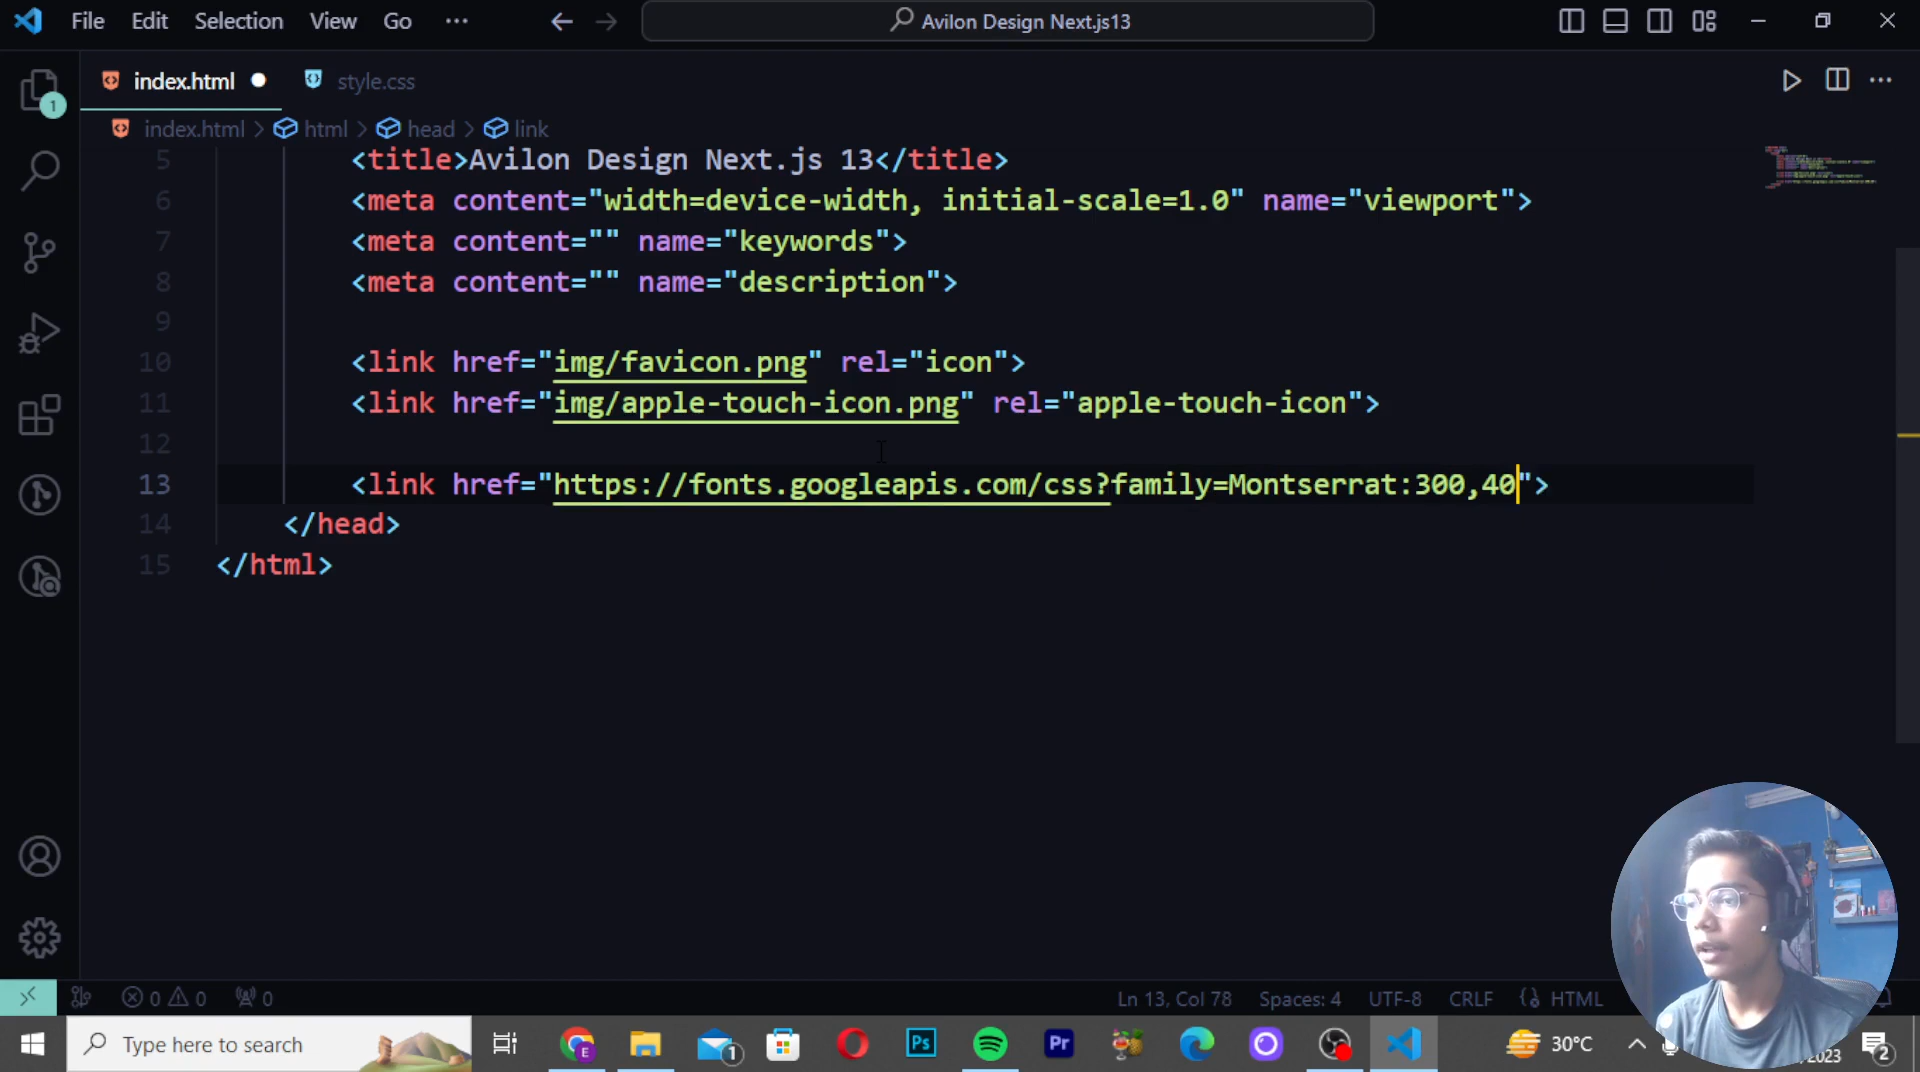 File Edit Selection View Go ··· Avilon Design Next.js13
index.html style.css
index.html > html > head > link
1
5 <title>Avilon Design Next.js 13</title>
6 <meta content="width=device-width, initial-scale=1.0" name="viewport">
7 <meta content="" name="keywords">
8 <meta content="" name="description">
9
10 <link href="img/favicon.png" rel="icon">
11 <link href="img/apple-touch-icon.png" rel="apple-touch-icon">
12
13 <link href="https://fonts.googleapis.com/css?family=Montserrat:300,40">
14 </head>
15 </html>
0 0 0 Ln 13, Col 78 Spaces: 4 UTF-8 CRLF {} HTML
Type here to search E 1 Ps Pr 30°C 2
2023